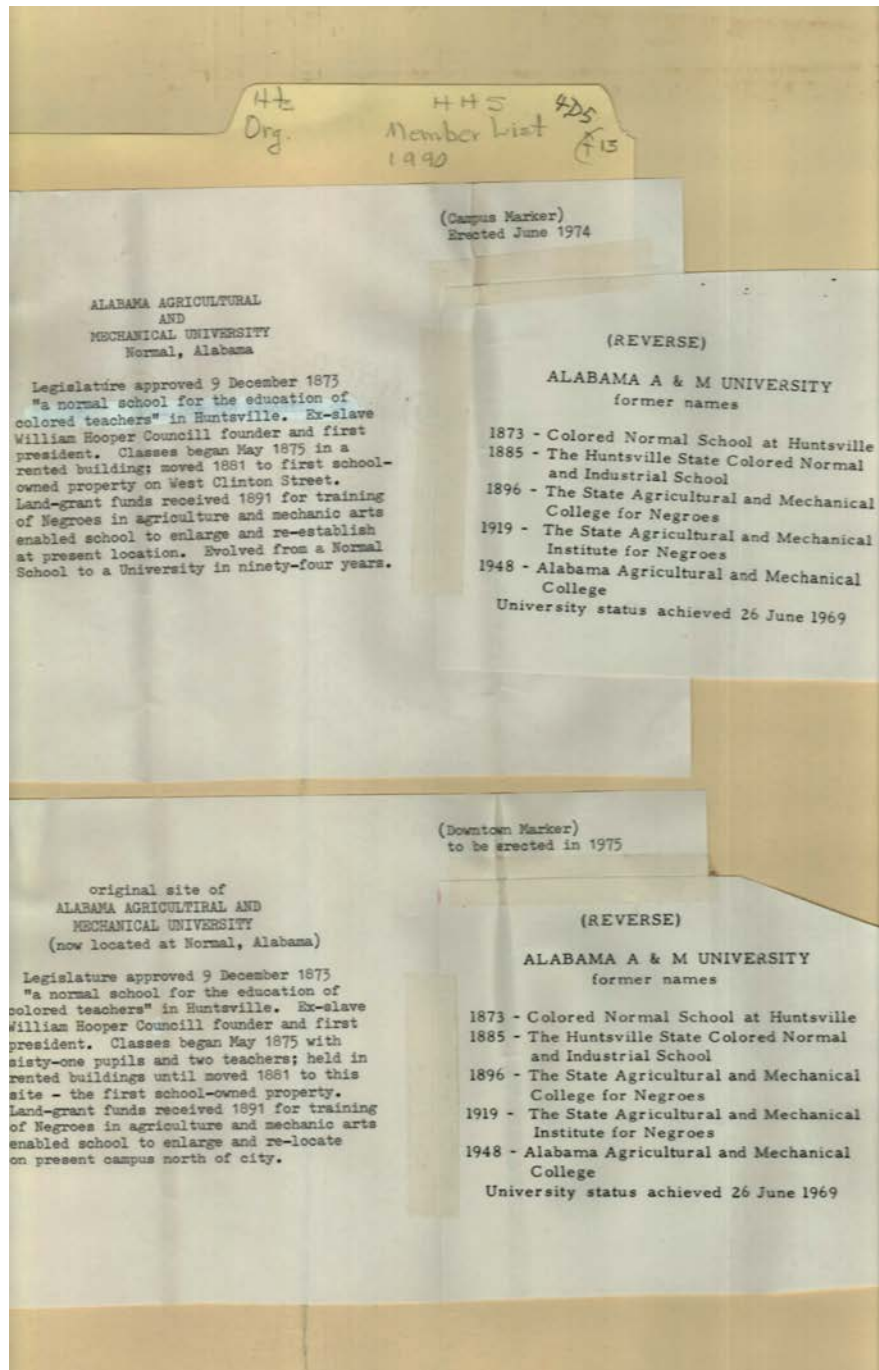 Hts
Org.
HHS
Member List
1990
4D5
13
(Campus Marker)
Erected June 1974
ALABAMA AGRICULTURAL
AND
MECHANICAL UNIVERSITY
Normal, Alabama
Legislature approved 9 December 1873
"a normal school for the education of
colored teachers" in Huntsville. Ex-slave
William Hooper Councill founder and first
president. Classes began May 1875 in a
rented building; moved 1881 to first school-
owned property on West Clinton Street.
Land-grant funds received 1891 for training
of Negroes in agriculture and mechanic arts
enabled school to enlarge and re-establish
at present location. Evolved from a Normal
School to a University in ninety-four years.
(REVERSE)
ALABAMA A & M UNIVERSITY
former names
1873 - Colored Normal School at Huntsville
1885 - The Huntsville State Colored Normal
and Industrial School
1896 - The State Agricultural and Mechanical
College for Negroes
1919 - The State Agricultural and Mechanical
Institute for Negroes
1948 - Alabama Agricultural and Mechanical
College
University status achieved 26 June 1969
(Downtown Marker)
to be erected in 1975
original site of
ALABAMA AGRICULTIRAL AND
MECHANICAL UNIVERSITY
(now located at Normal, Alabama)
Legislature approved 9 December 1873
"a normal school for the education of
colored teachers" in Huntsville. Ex-slave
William Hooper Councill founder and first
president. Classes began May 1875 with
sisty-one pupils and two teachers; held in
rented buildings until moved 1881 to this
site - the first school-owned property.
Land-grant funds received 1891 for training
of Negroes in agriculture and mechanic arts
enabled school to enlarge and re-locate
on present campus north of city.
(REVERSE)
ALABAMA A & M UNIVERSITY
former names
1873 - Colored Normal School at Huntsville
1885 - The Huntsville State Colored Normal
and Industrial School
1896 - The State Agricultural and Mechanical
College for Negroes
1919 - The State Agricultural and Mechanical
Institute for Negroes
1948 - Alabama Agricultural and Mechanical
College
University status achieved 26 June 1969